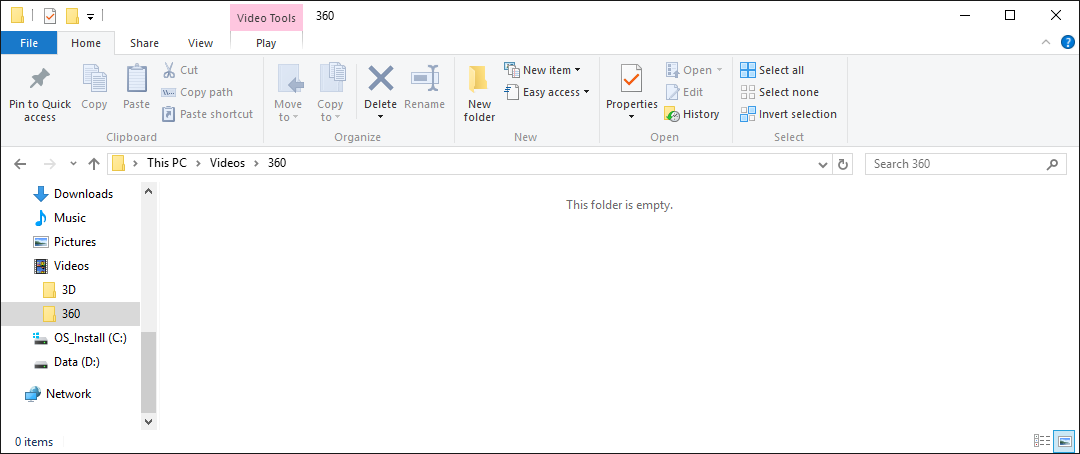 Video Tools
360
File
Home
Share
View
Play
Pin to Quick
access
Copy
Paste
Cut
Copy path
Paste shortcut
Clipboard
Move
to
Copy
to
Delete
Rename
Organize
New
folder
New item
Easy access
New
Properties
Open
Edit
History
Open
Select all
Select none
Invert selection
Select
This PC
Videos
360
Search 360
Downloads
Music
Pictures
Videos
3D
360
OS_Install (C:)
Data (D:)
Network
This folder is empty.
0 items